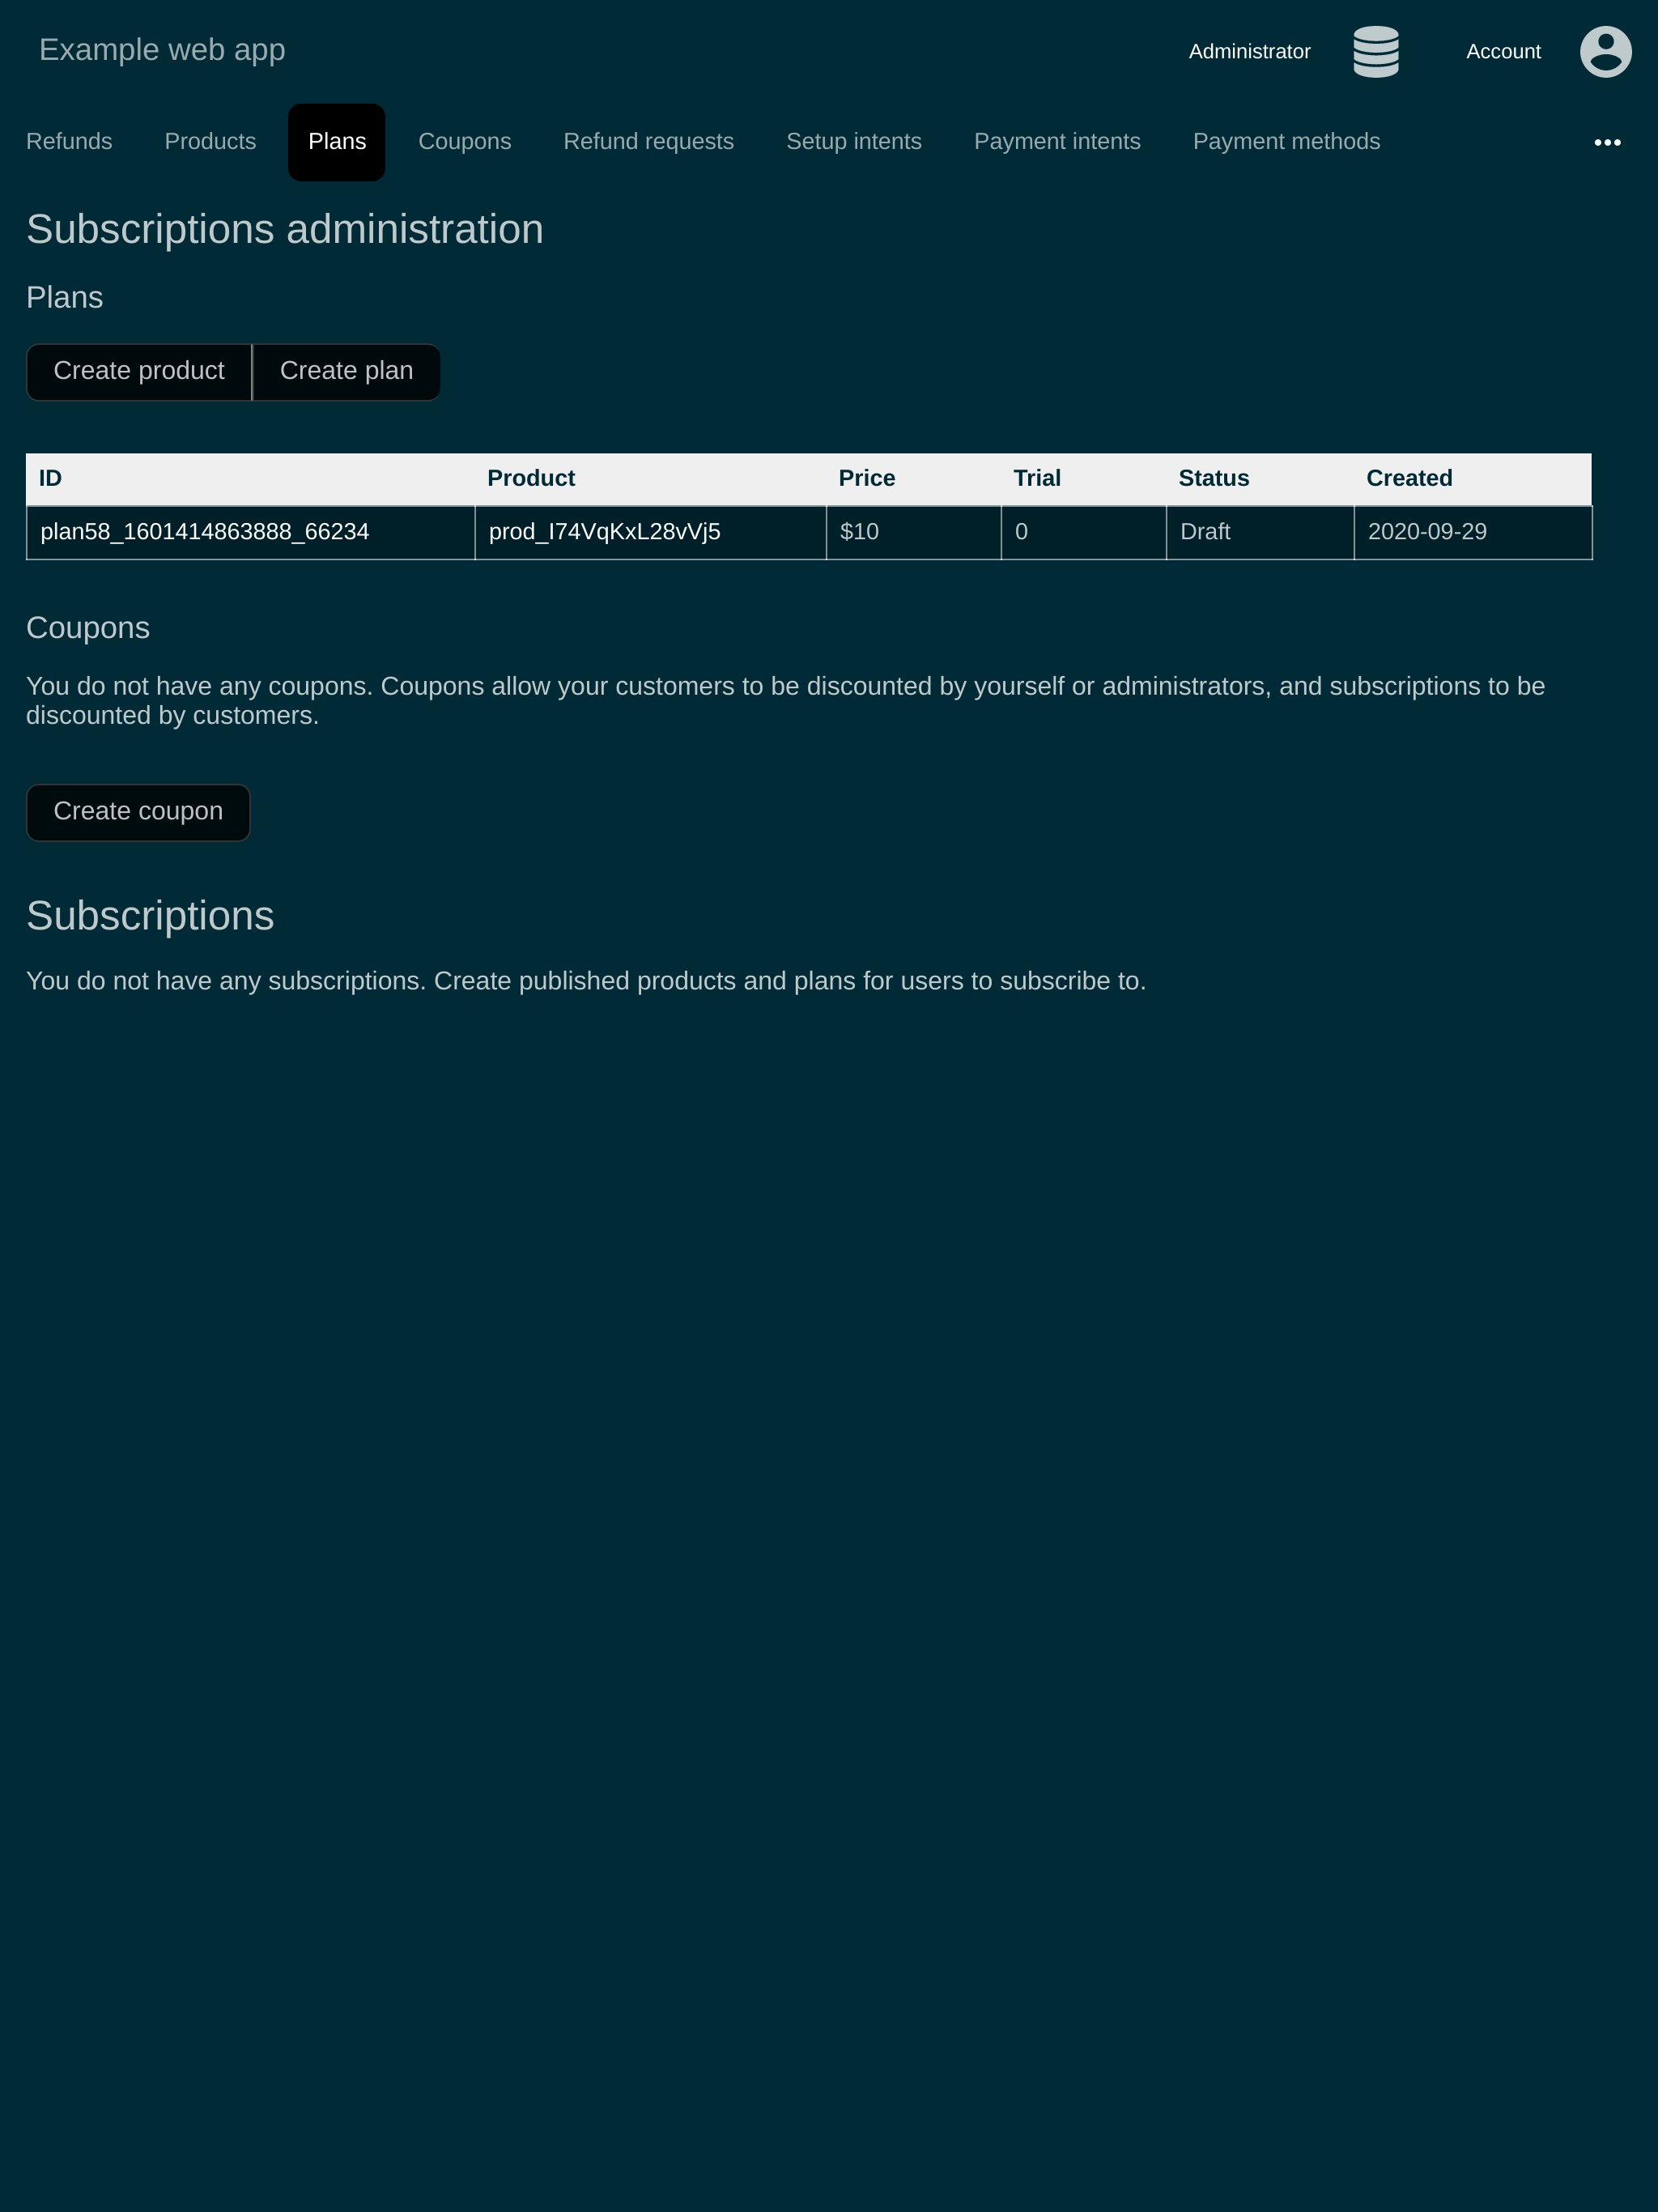 Example web app Administrator Account
Refunds Products Plans Coupons Refund requests Setup intents Payment intents Payment methods
Subscriptions administration
Plans
Create product Create plan
ID Product Price Trial Status Created
plan58_1601414863888_66234 prod_I74VqKxL28vVj5 $10 0 Draft 2020-09-29
Coupons
You do not have any coupons. Coupons allow your customers to be discounted by yourself or administrators, and subscriptions to be
discounted by customers.
Create coupon
Subscriptions
You do not have any subscriptions. Create published products and plans for users to subscribe to.